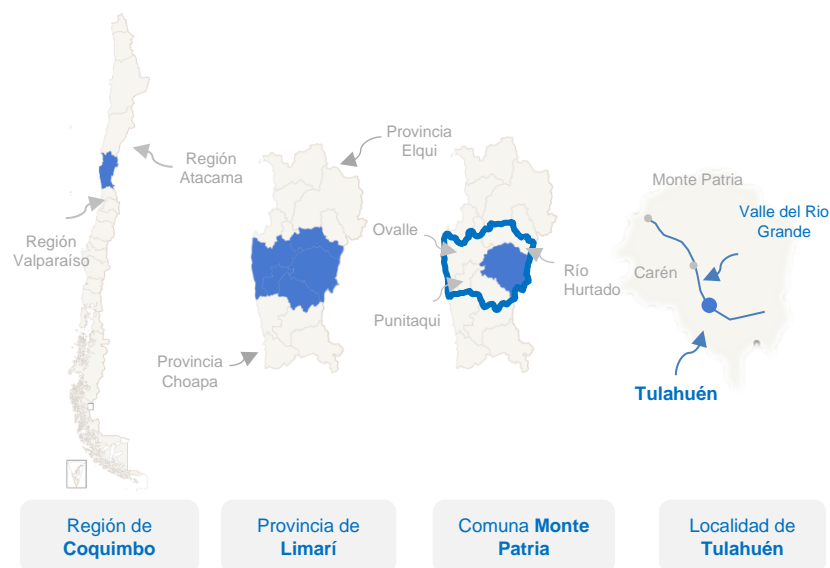 Región
Atacama
Región
Valparaíso
Provincia
Elqui
Ovalle
Punitaqui
Río
Hurtado
Provincia
Choapa
Monte Patria
Valle del Rio
Grande
Carén
Tulahuén
Región de
Coquimbo
Provincia de
Limarí
Comuna Monte
Patria
Localidad de
Tulahuén